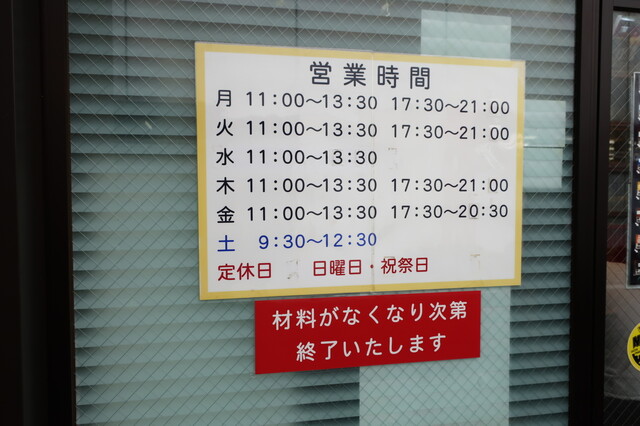 営業時間
月 11:00〜13:30 17:30〜21:00
火 11:00〜13:30 17:30〜21:00
水 11:00〜13:30
木 11:00〜13:30 17:30〜21:00
金 11:00〜13:30 17:30〜20:30
土 9:30〜12:30
定休日 日曜日・祝祭日
材料がなくなり次第
終了いたします